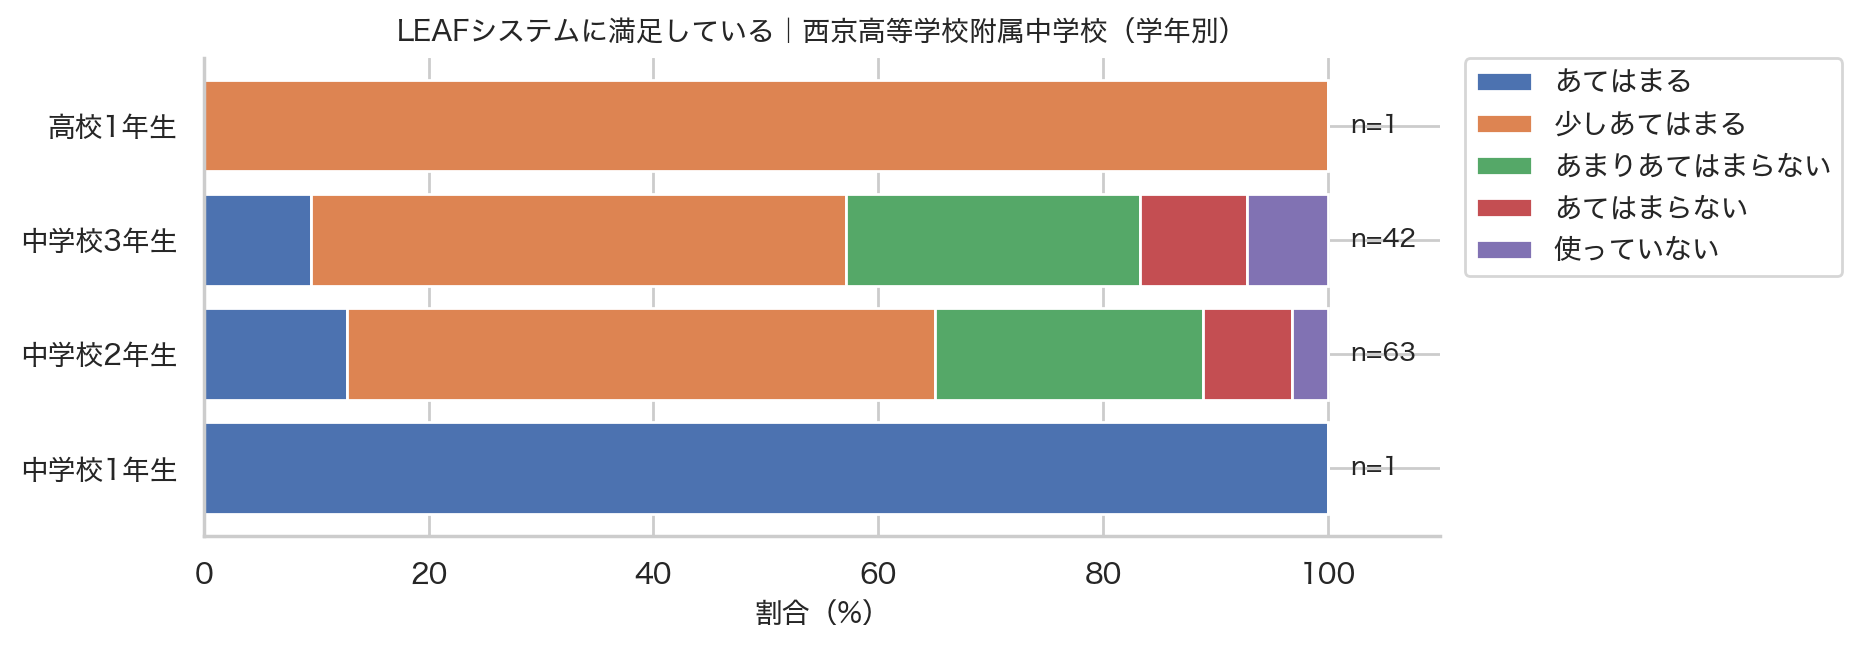 LEAFシステムに満足している｜西京高等学校附属中学校（学年別）
高校1年生
n=1
中学校3年生
n=42
中学校2年生
n=63
中学校1年生
n=1
0 20 40 60 80 100
割合（%）
あてはまる
少しあてはまる
あまりあてはまらない
あてはまらない
使っていない